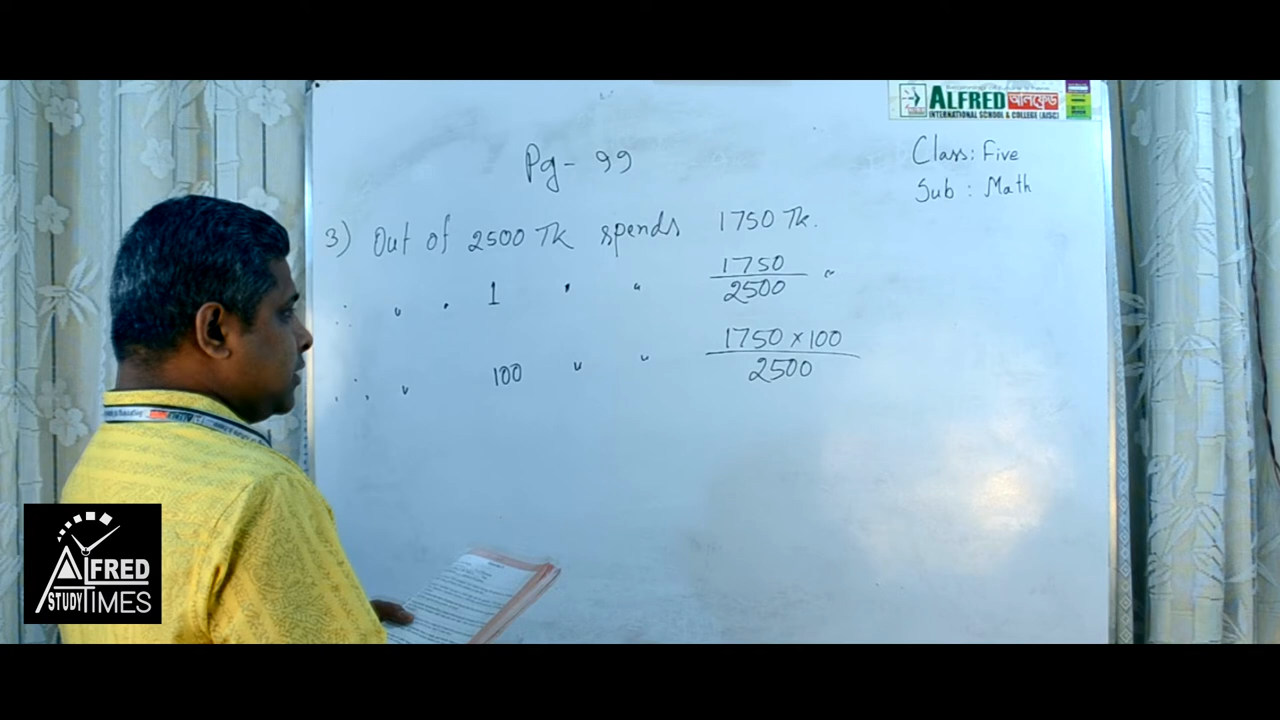 ALFRED আলফ্রেড
INTERNATIONAL SCHOOL & COLLEGE (AISC)
Class: Five
Sub : Math
Pg - 99
3) Out of 2500 Tk spends 1750 Tk.
∴ " " 1 " " 1750/2500 "
∴ " " 100 " " 1750 × 100/2500
ALFRED
STUDY TIMES